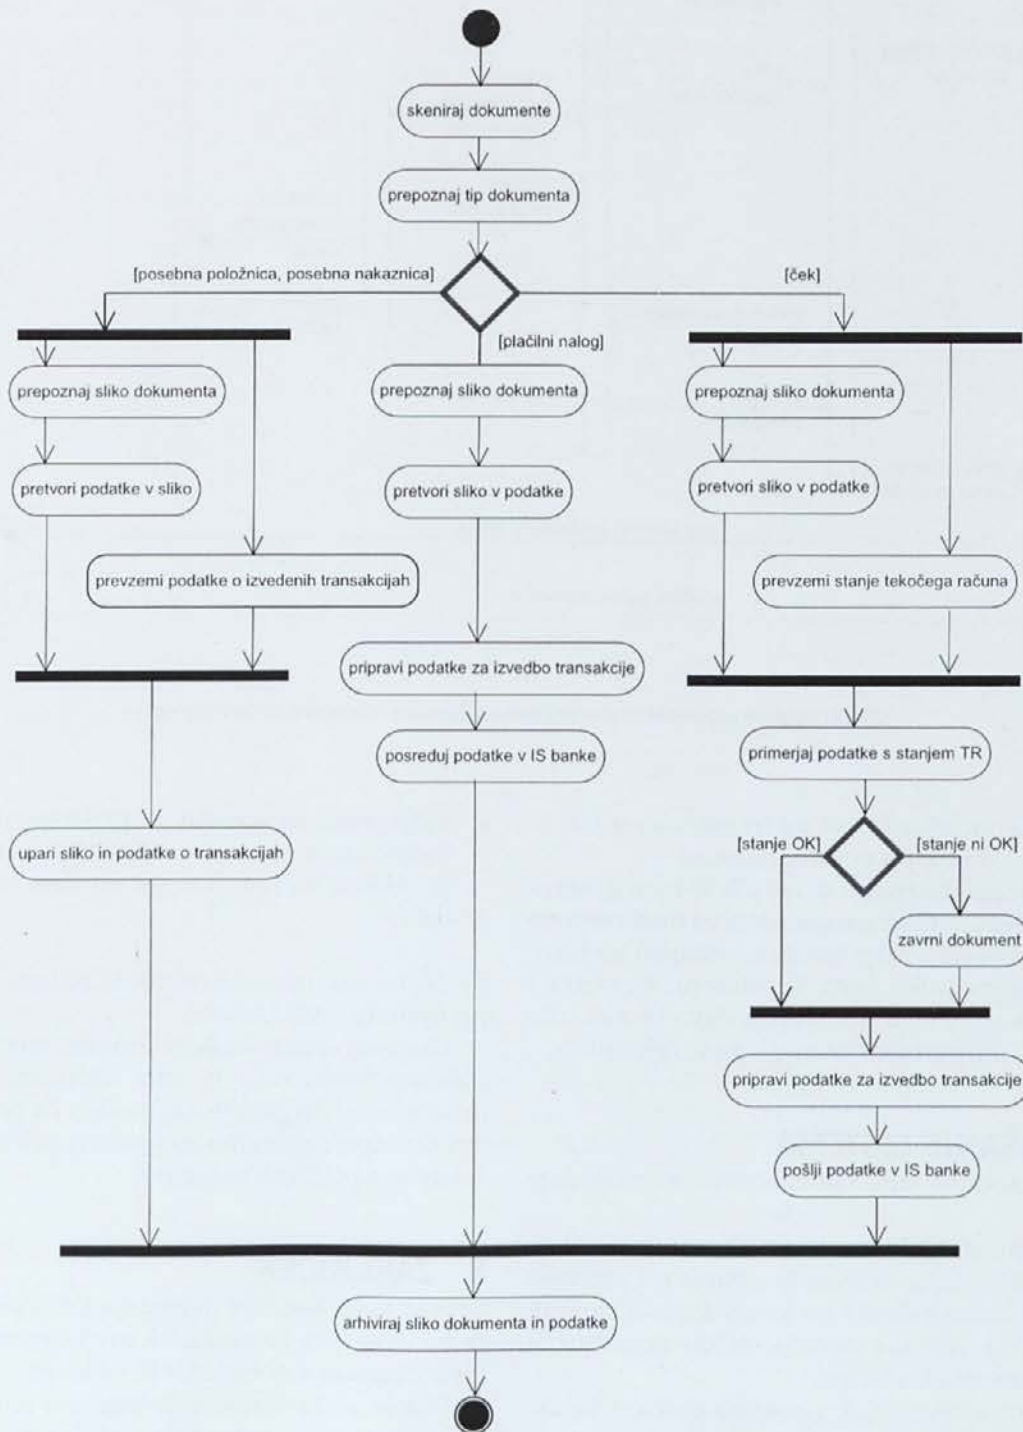 skeniraj dokumente
prepoznaj tip dokumenta
[posebna položnica, posebna nakaznica]
[ček]
[plačilni nalog]
prepoznaj sliko dokumenta
prepoznaj sliko dokumenta
prepoznaj sliko dokumenta
pretvori podatke v sliko
pretvori sliko v podatke
pretvori sliko v podatke
prevzemi podatke o izvedenih transakcijah
prevzemi stanje tekočega računa
pripravi podatke za izvedbo transakcije
posreduj podatke v IS banke
primerjaj podatke s stanjem TR
upari sliko in podatke o transakcijah
[stanje OK]
[stanje ni OK]
zavrni dokument
pripravi podatke za izvedbo transakcije
pošlji podatke v IS banke
arhiviraj sliko dokumenta in podatke